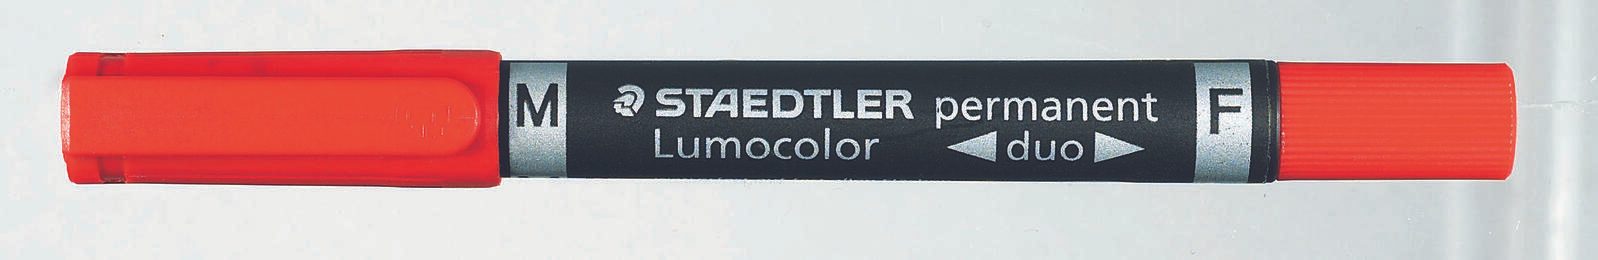 M
STAEDTLER permanent
Lumocolor duo
F